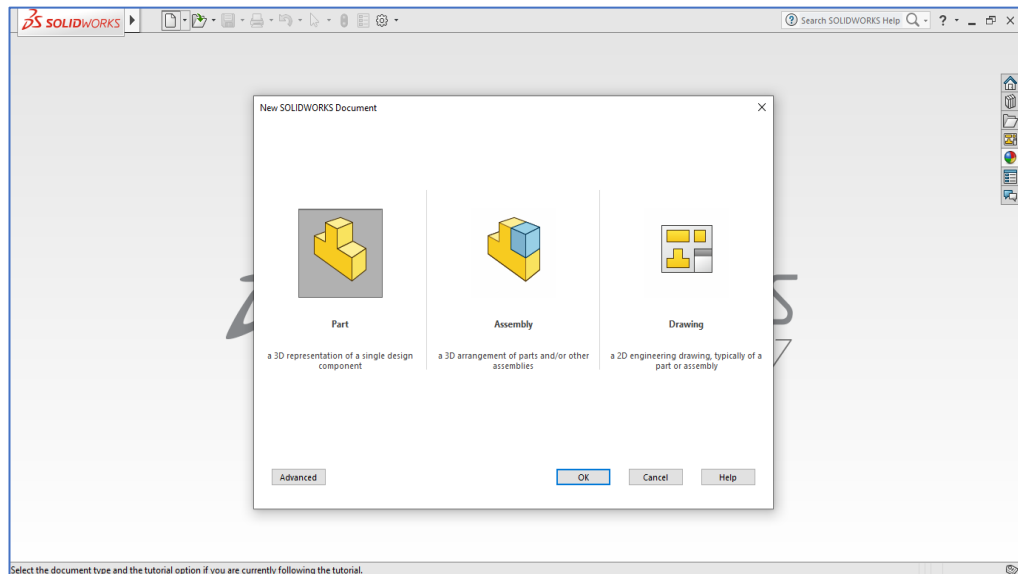 SOLIDWORKS
Search SOLIDWORKS Help
New SOLIDWORKS Document
Part
Assembly
Drawing
a 3D representation of a single design
component
a 3D arrangement of parts and/or other
assemblies
a 2D engineering drawing, typically of a
part or assembly
Advanced
OK
Cancel
Help
Select the document type and the tutorial option if you are currently following the tutorial.